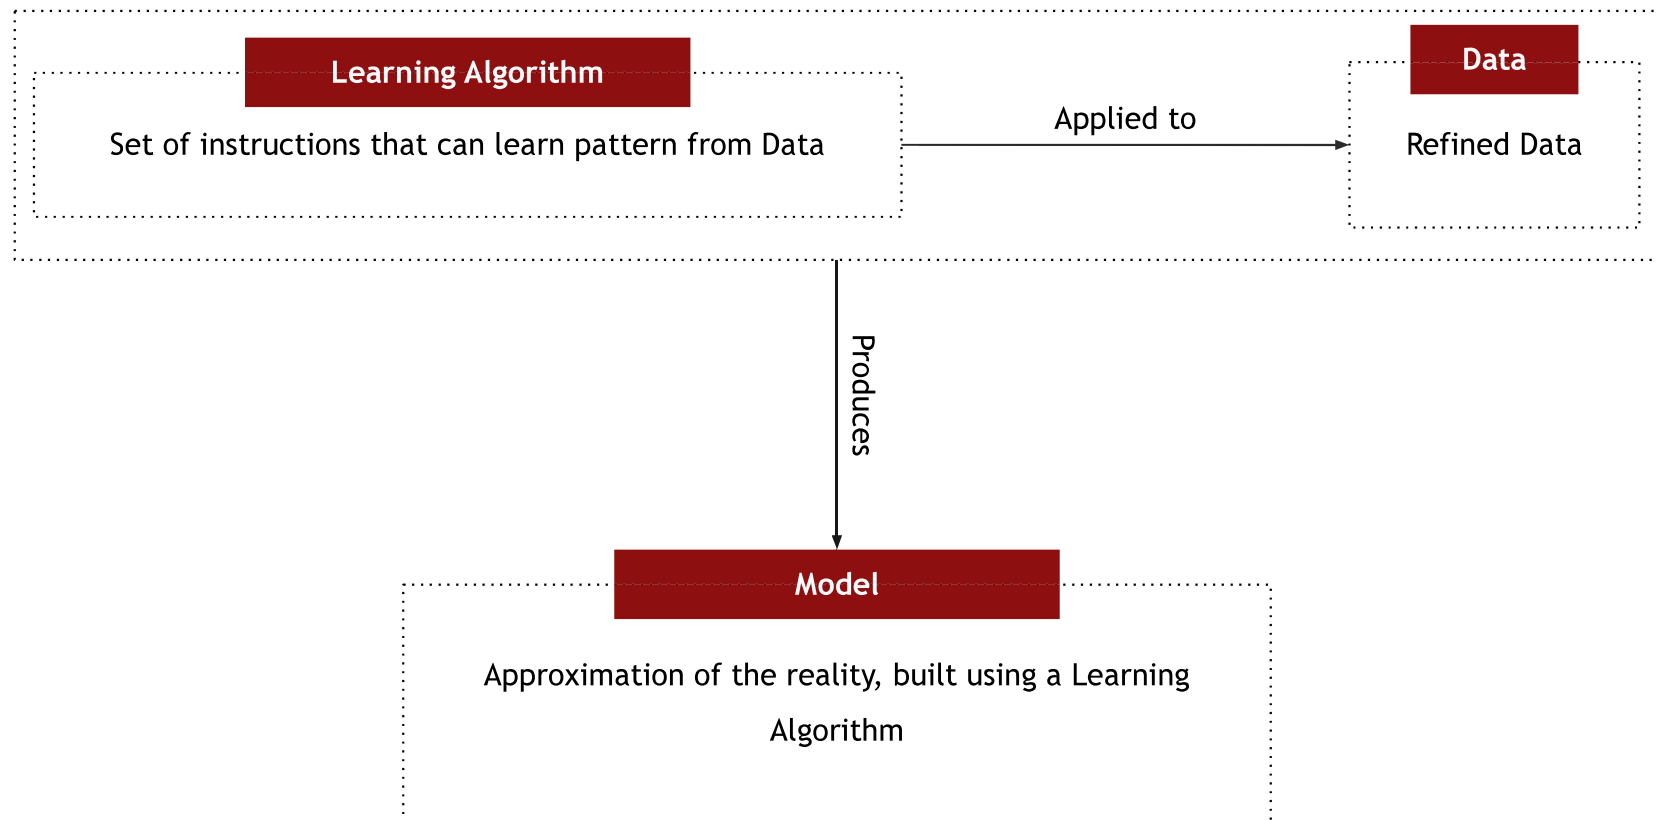 Learning Algorithm
Set of instructions that can learn pattern from Data
Applied to
Data
Refined Data
Produces
Model
Approximation of the reality, built using a Learning
Algorithm